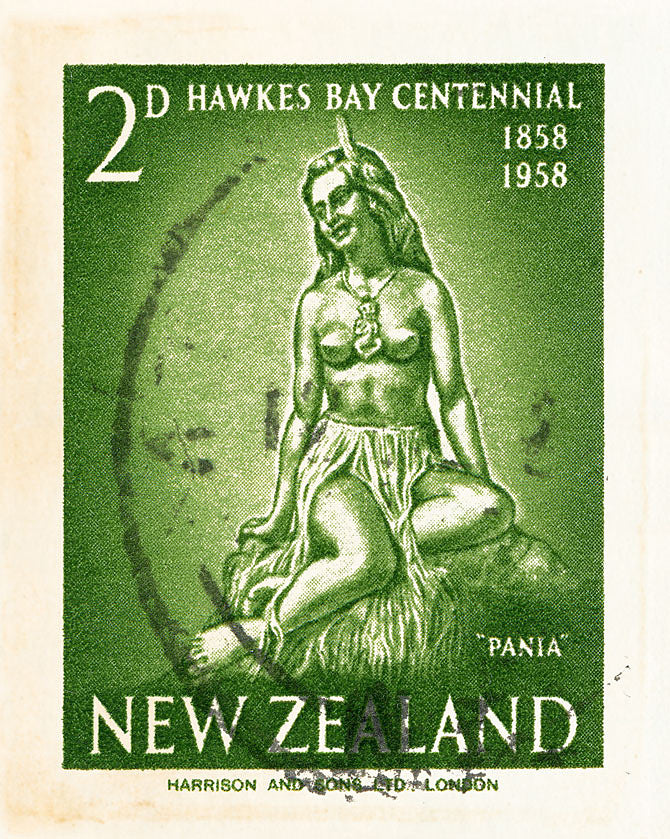 2D HAWKES BAY CENTENNIAL
1858
1958
"PANIA"
NEW ZEALAND
HARRISON AND SONS LTD. LONDON